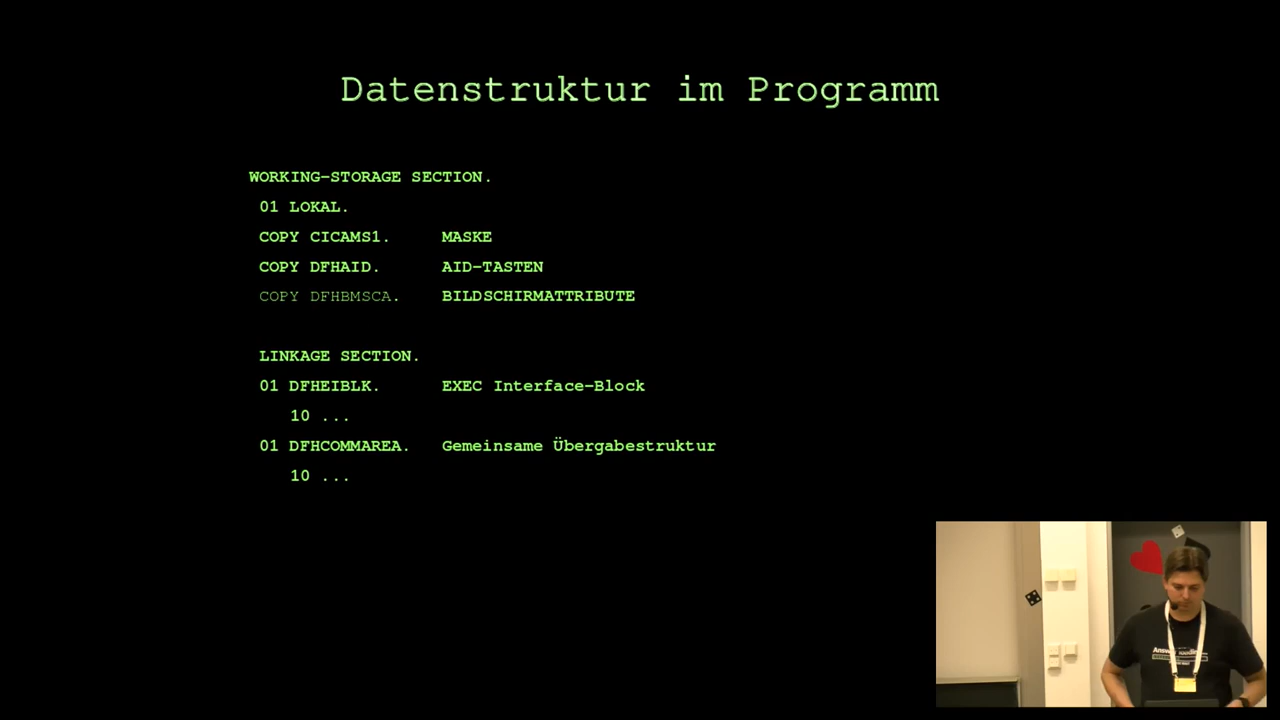 Datenstruktur im Programm
WORKING-STORAGE SECTION.
01 LOKAL.
COPY CICAMS1. MASKE
COPY DFHAID. AID-TASTEN
COPY DFHBMSCA. BILDSCHIRMATTRIBUTE
LINKAGE SECTION.
01 DFHEIBLK. EXEC Interface-Block
10 ...
01 DFHCOMMAREA. Gemeinsame Übergabestruktur
10 ...